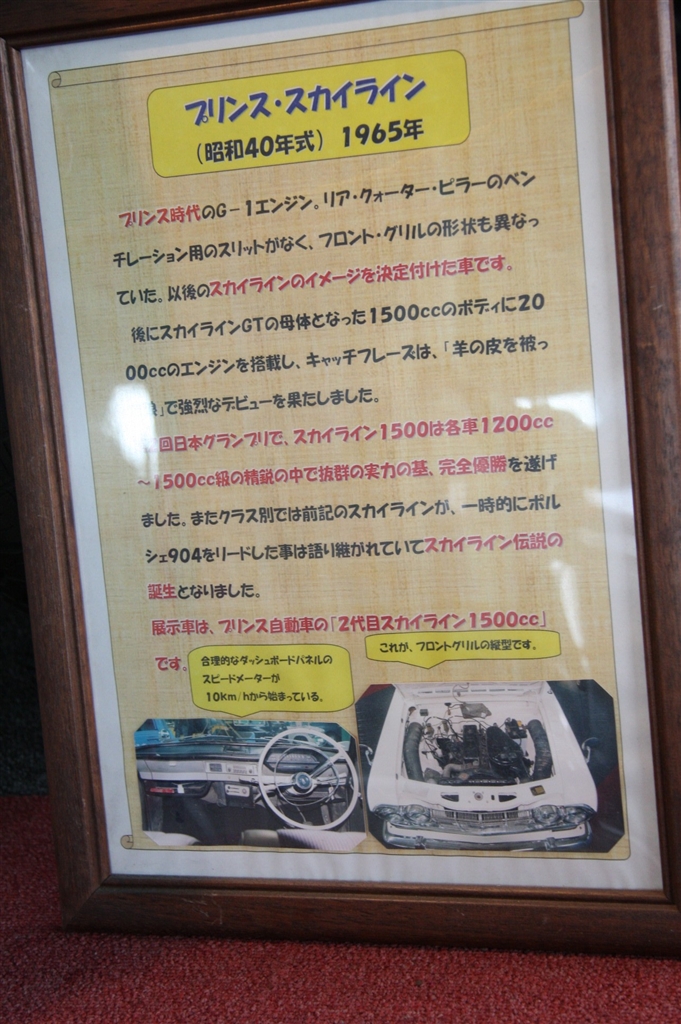 プリンス・スカイライン
(昭和40年式) 1965年
プリンス時代のG-1エンジン。リア・クォーター・ピラーのベン
チレーション用のスリットがなく、フロント・グリルの形状も異なっ
ていた。以後のスカイラインのイメージを決定付けた車です。
後にスカイラインGTの母体となった1500ccのボディに20
00ccのエンジンを搭載し、キャッチフレーズは、「羊の皮を被っ
」で強烈なデビューを果たしました。
回日本グランプリで、スカイライン1500は各車1200cc
~1500cc級の精鋭の中で抜群の実力の基、完全優勝を遂げ
ました。またクラス別では前記のスカイラインが、一時的にポル
シェ904をリードした事は語り継がれていてスカイライン伝説の
誕生となりました。
展示車は、プリンス自動車の「2代目スカイライン1500cc」
です。
合理的なダッシュボードパネルの
スピードメーターが
10km/hから始まっている。
これが、フロントグリルの縦型です。